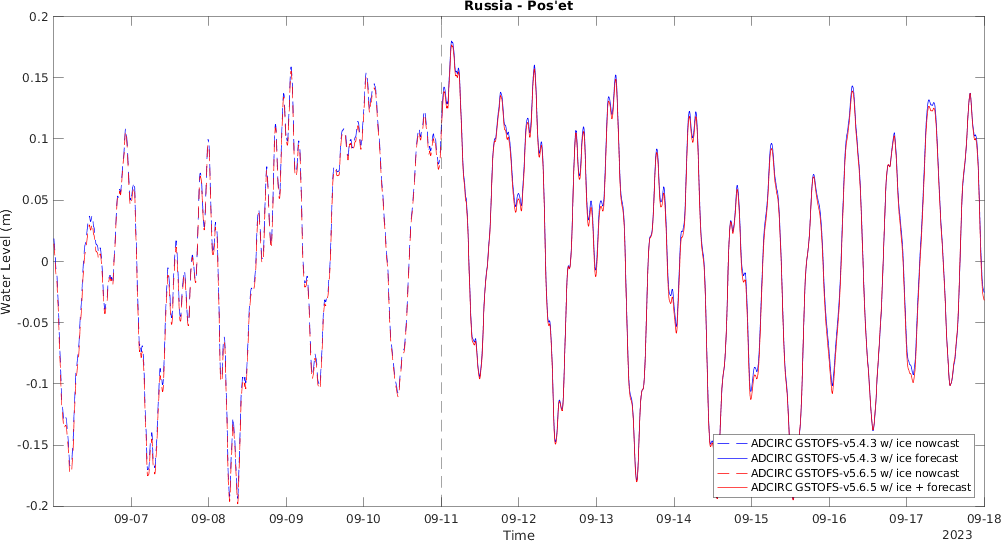 Russia - Pos'et
0.2
0.15
0.1
0.05
0
-0.05
-0.1
-0.15
-0.2
Water Level (m)
ADCIRC GSTOFS-v5.4.3 w/ ice nowcast
ADCIRC GSTOFS-v5.4.3 w/ ice forecast
ADCIRC GSTOFS-v5.6.5 w/ ice nowcast
ADCIRC GSTOFS-v5.6.5 w/ ice + forecast
09-07 09-08 09-09 09-10 09-11 09-12 09-13 09-14 09-15 09-16 09-17 09-18
Time
2023